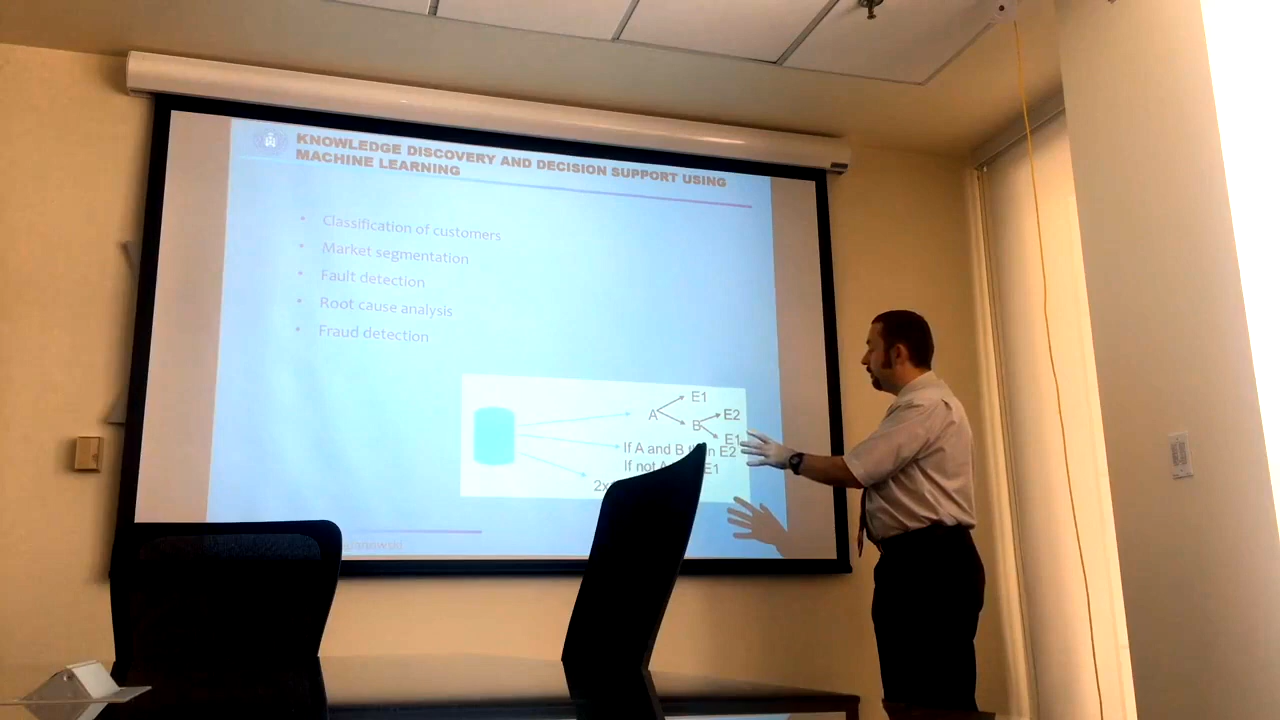 KNOWLEDGE DISCOVERY AND DECISION SUPPORT USING
MACHINE LEARNING
• Classification of customers
• Market segmentation
• Fault detection
• Root cause analysis
• Fraud detection
E1
A
E2
B
E1
If A and B E2
If not E1